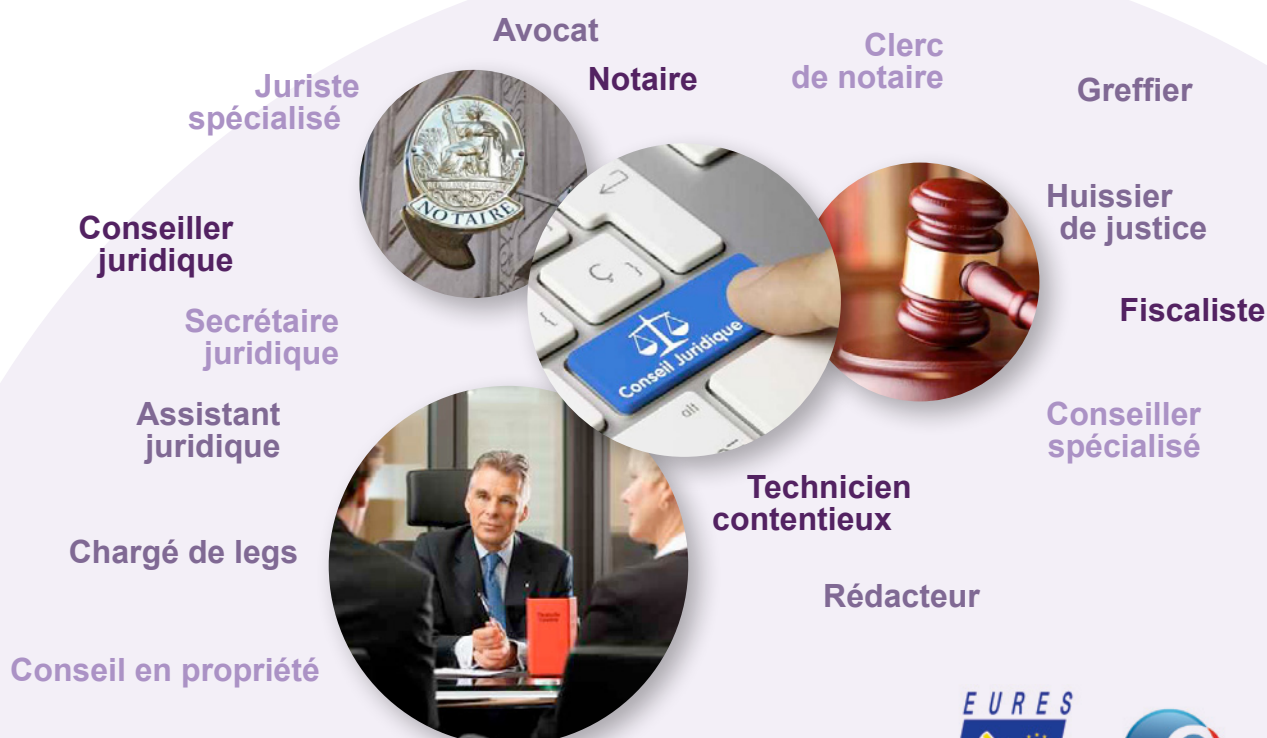 Avocat
Clerc
de notaire
Notaire
Juriste
spécialisé
Greffier
NOTAIRE
Huissier
de justice
Conseiller
juridique
Ç
Conseil Juridique
Fiscaliste
Secrétaire
juridique
alt
Assistant
juridique
Conseiller
spécialisé
Technicien
contentieux
Chargé de legs
Rédacteur
Conseil en propriété
EURES